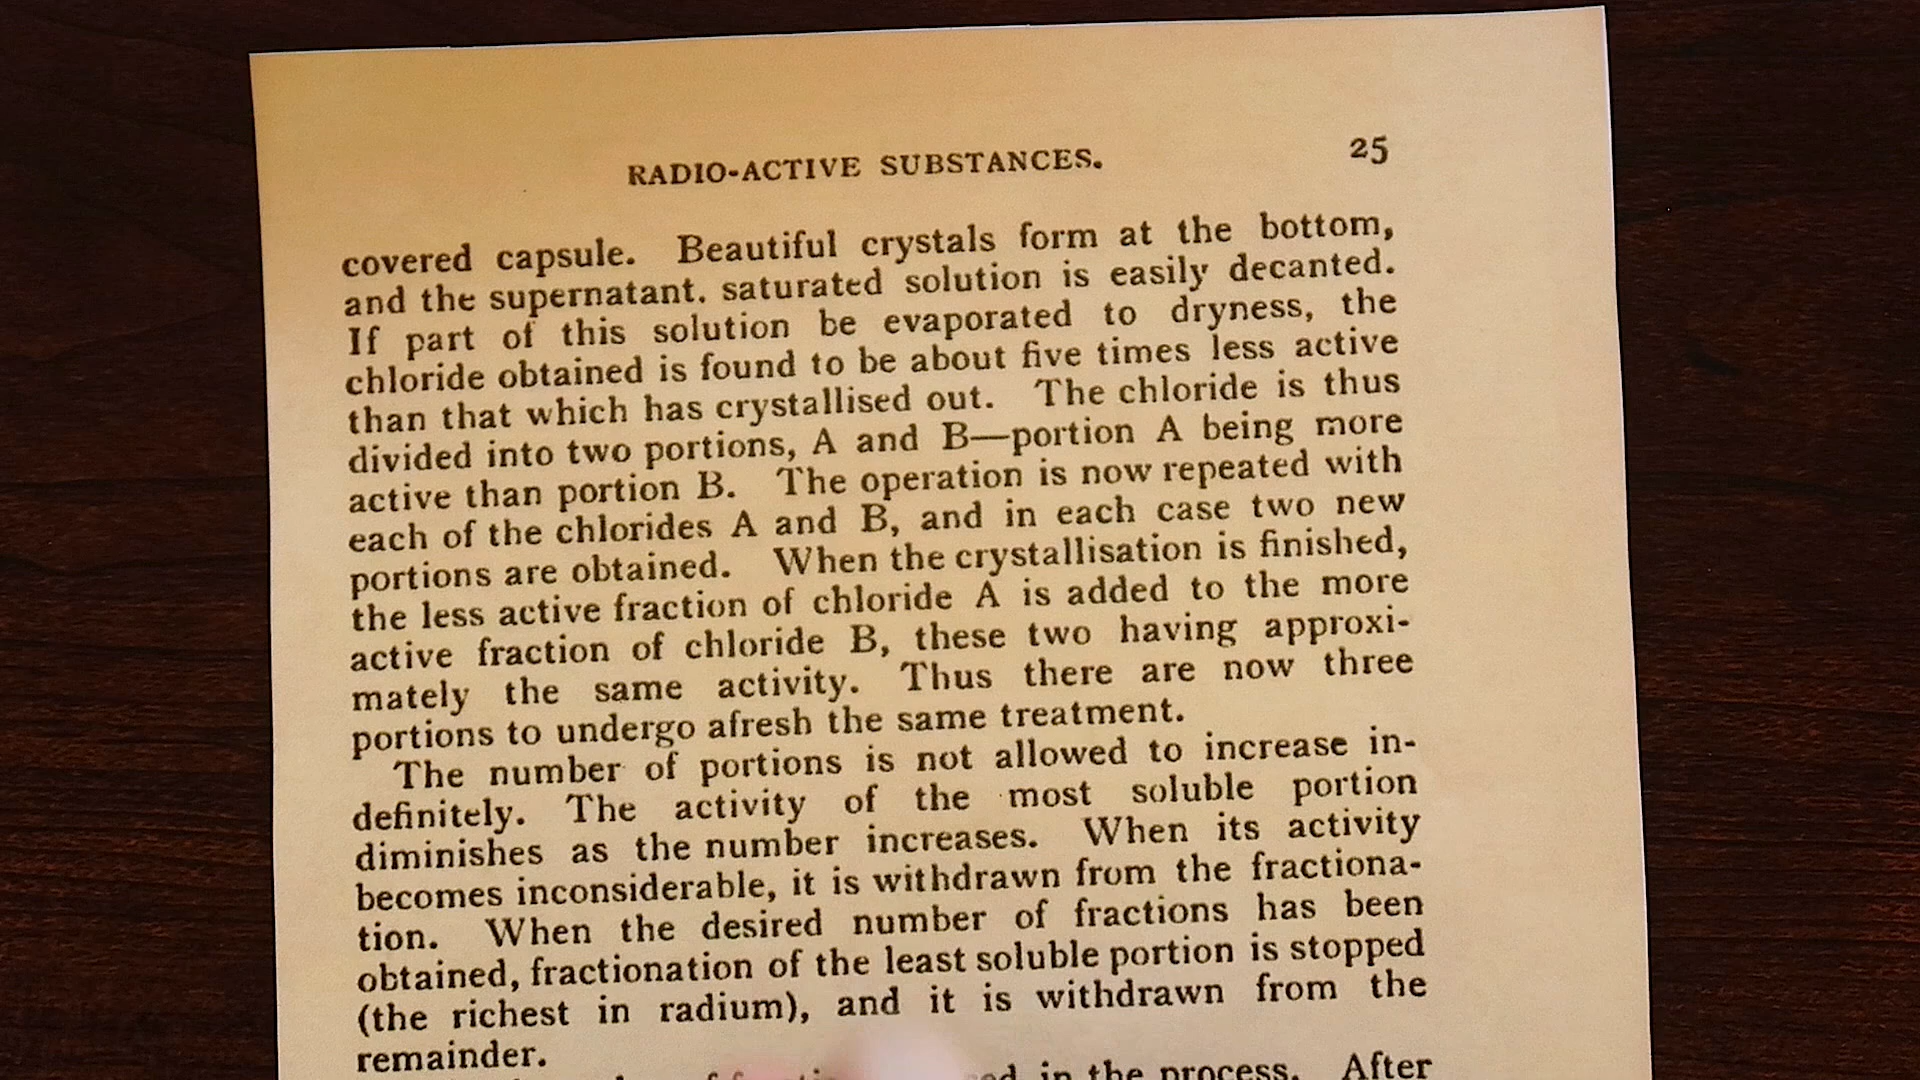 RADIO-ACTIVE SUBSTANCES. 25
covered capsule. Beautiful crystals form at the bottom,
and the supernatant. saturated solution is easily decanted.
If part of this solution be evaporated to dryness, the
chloride obtained is found to be about five times less active
than that which has crystallised out. The chloride is thus
divided into two portions, A and B—portion A being more
active than portion B. The operation is now repeated with
each of the chlorides A and B, and in each case two new
portions are obtained. When the crystallisation is finished,
the less active fraction of chloride A is added to the more
active fraction of chloride B, these two having approxi-
mately the same activity. Thus there are now three
portions to undergo afresh the same treatment.
The number of portions is not allowed to increase in-
definitely. The activity of the most soluble portion
diminishes as the number increases. When its activity
becomes inconsiderable, it is withdrawn from the fractiona-
tion. When the desired number of fractions has been
obtained, fractionation of the least soluble portion is stopped
(the richest in radium), and it is withdrawn from the
remainder.
in the process. After